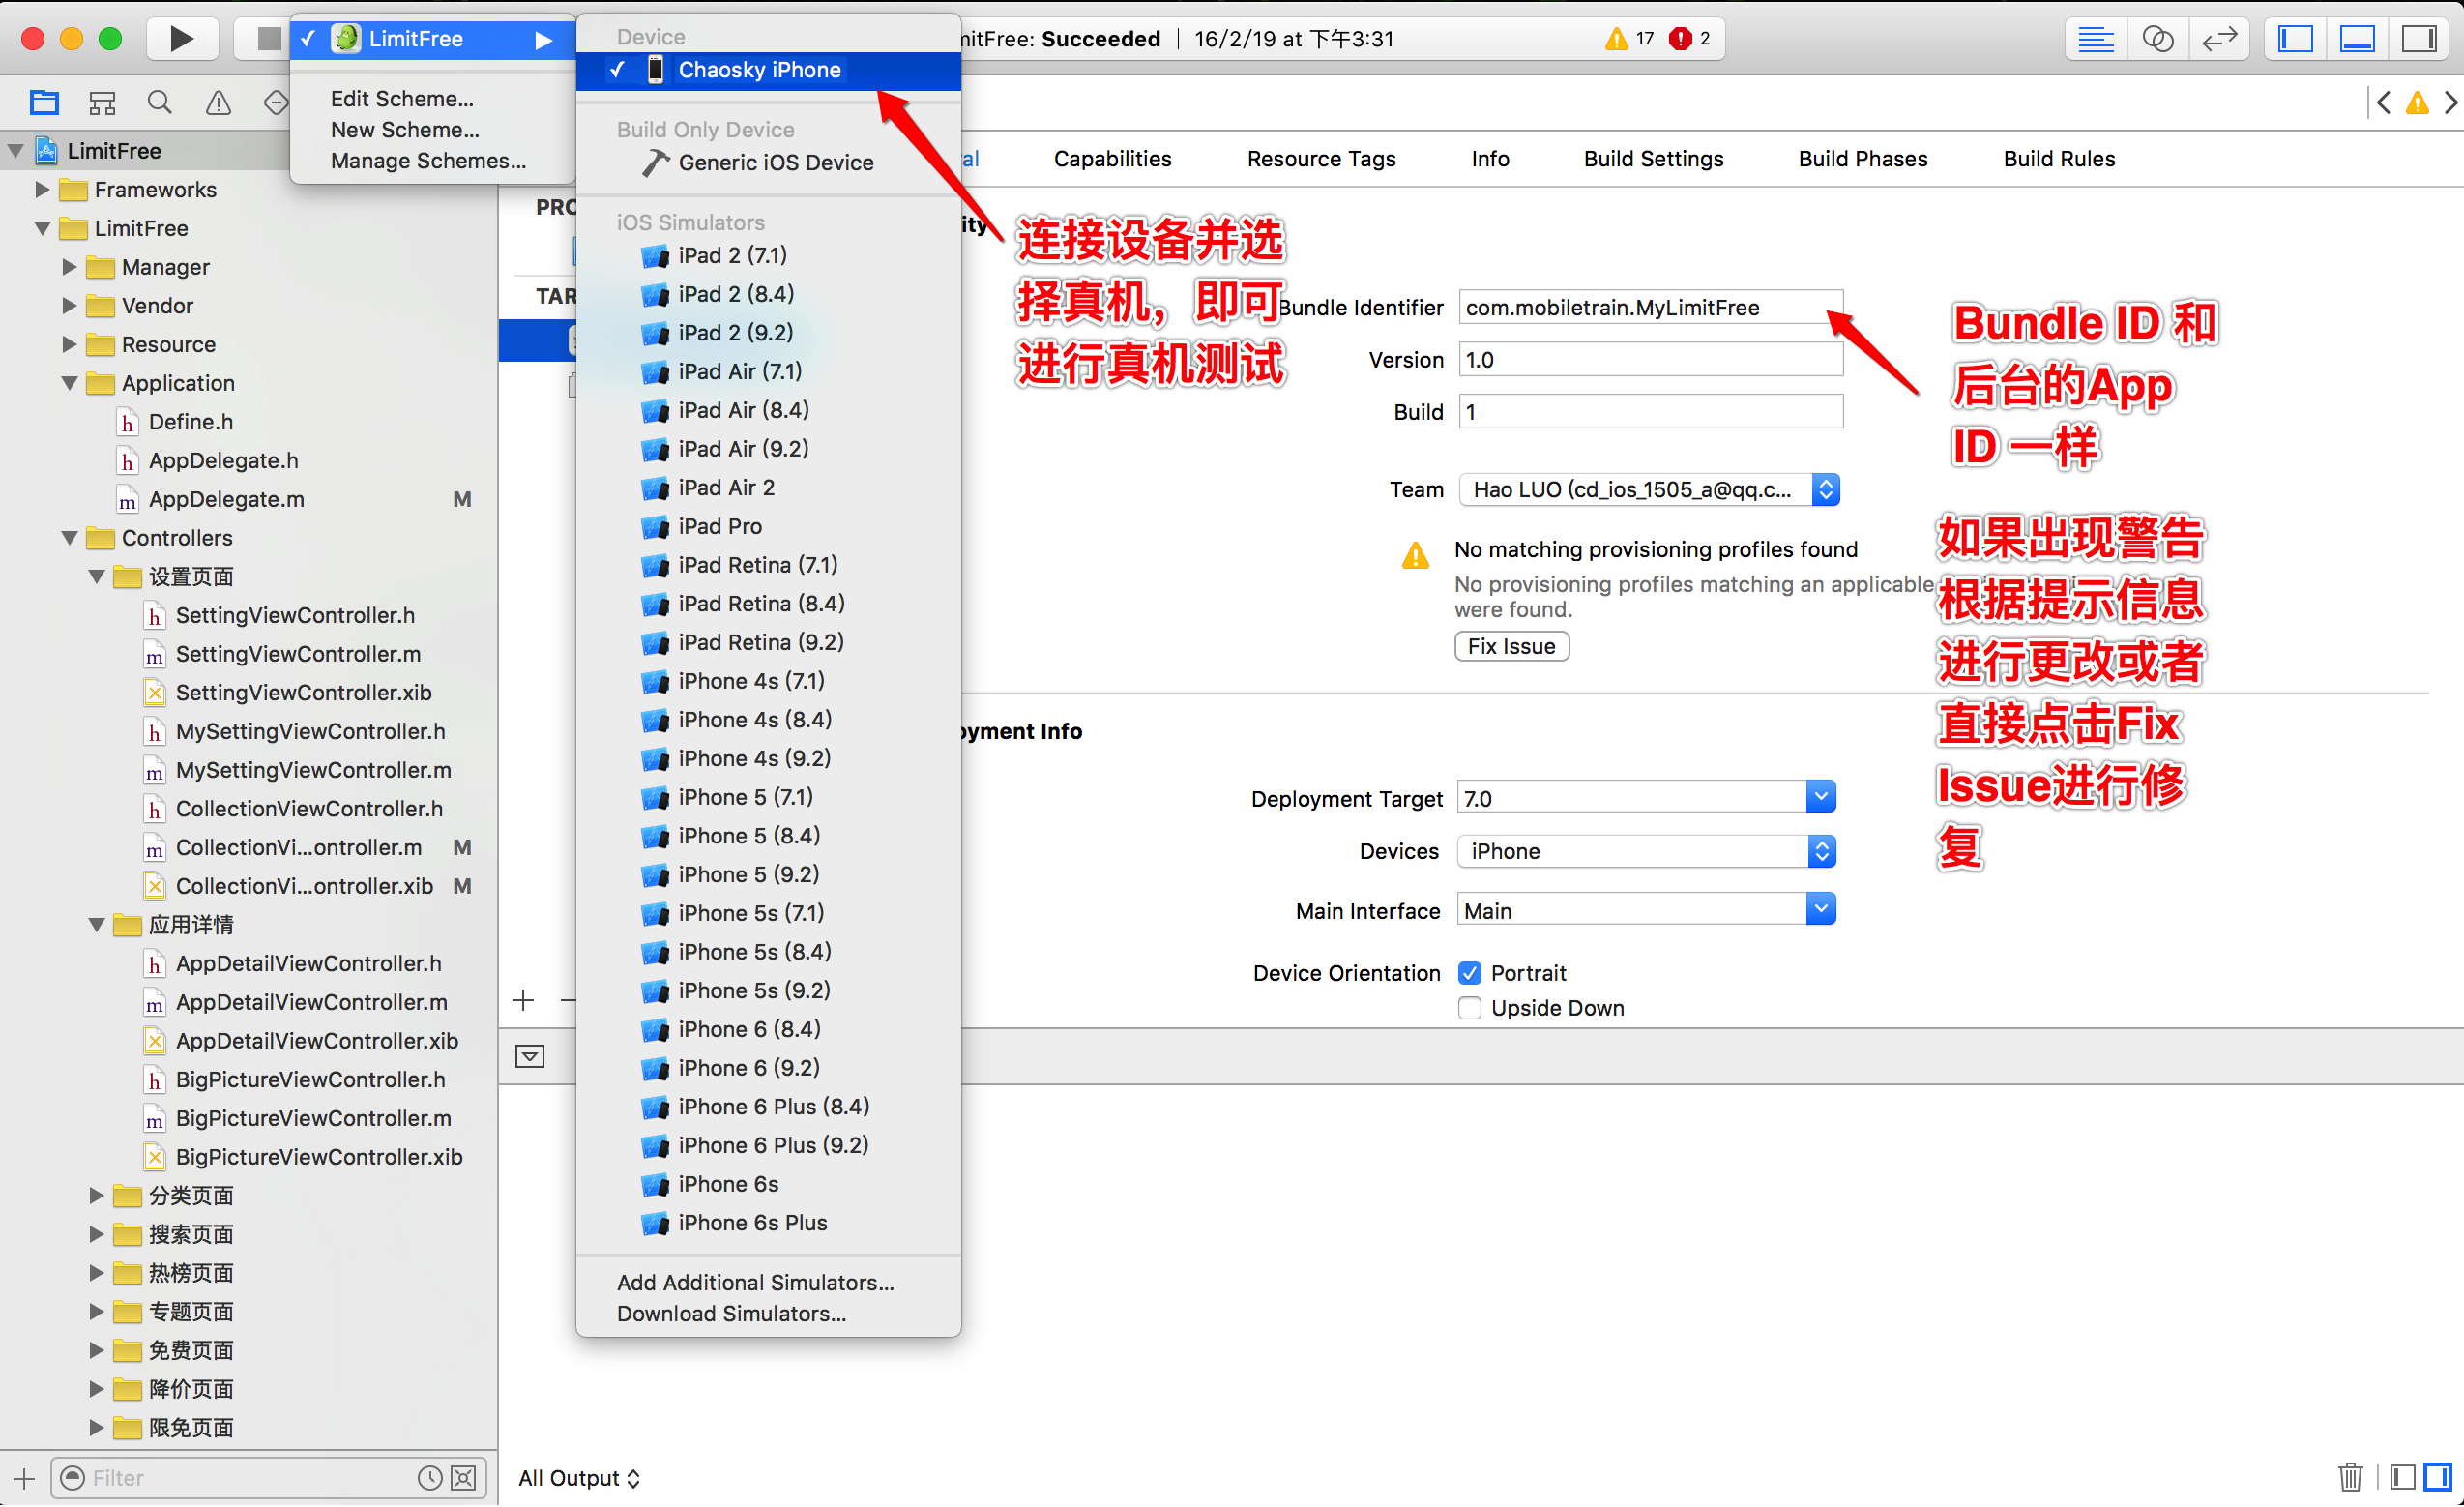 LimitFree
Edit Scheme...
New Scheme...
Manage Schemes...
Device
Chaosky iPhone
Build Only Device
Generic iOS Device
iOS Simulators
iPad 2 (7.1)
iPad 2 (8.4)
iPad 2 (9.2)
iPad Air (7.1)
iPad Air (8.4)
iPad Air (9.2)
iPad Air 2
iPad Pro
iPad Retina (7.1)
iPad Retina (8.4)
iPad Retina (9.2)
iPhone 4s (7.1)
iPhone 4s (8.4)
iPhone 4s (9.2)
iPhone 5 (7.1)
iPhone 5 (8.4)
iPhone 5 (9.2)
iPhone 5s (7.1)
iPhone 5s (8.4)
iPhone 5s (9.2)
iPhone 6 (8.4)
iPhone 6 (9.2)
iPhone 6 Plus (8.4)
iPhone 6 Plus (9.2)
iPhone 6s
iPhone 6s Plus
Add Additional Simulators...
Download Simulators...
mitFree: Succeeded | 16/2/19 at 下午3:31
17 2
LimitFree
Frameworks
LimitFree
Manager
Vendor
Resource
Application
Define.h
AppDelegate.h
AppDelegate.m M
Controllers
设置页面
SettingViewController.h
SettingViewController.m
SettingViewController.xib
MySettingViewController.h
MySettingViewController.m
CollectionViewController.h
CollectionVi...ontroller.m M
CollectionVi...ontroller.xib M
应用详情
AppDetailViewController.h
AppDetailViewController.m
AppDetailViewController.xib
BigPictureViewController.h
BigPictureViewController.m
BigPictureViewController.xib
分类页面
搜索页面
热榜页面
专题页面
免费页面
降价页面
限免页面
Filter
PRO
TAR
al Capabilities Resource Tags Info Build Settings Build Phases Build Rules
ity
连接设备并选
择真机，即可
进行真机测试
Bundle Identifier com.mobiletrain.MyLimitFree
Version 1.0
Build 1
Bundle ID 和
后台的App
ID 一样
Team Hao LUO (cd_ios_1505_a@qq.c...
No matching provisioning profiles found
No provisioning profiles matching an applicable
were found.
Fix Issue
如果出现警告
根据提示信息
进行更改或者
直接点击Fix
Issue进行修
复
oyment Info
Deployment Target 7.0
Devices iPhone
Main Interface Main
Device Orientation Portrait
Upside Down
All Output